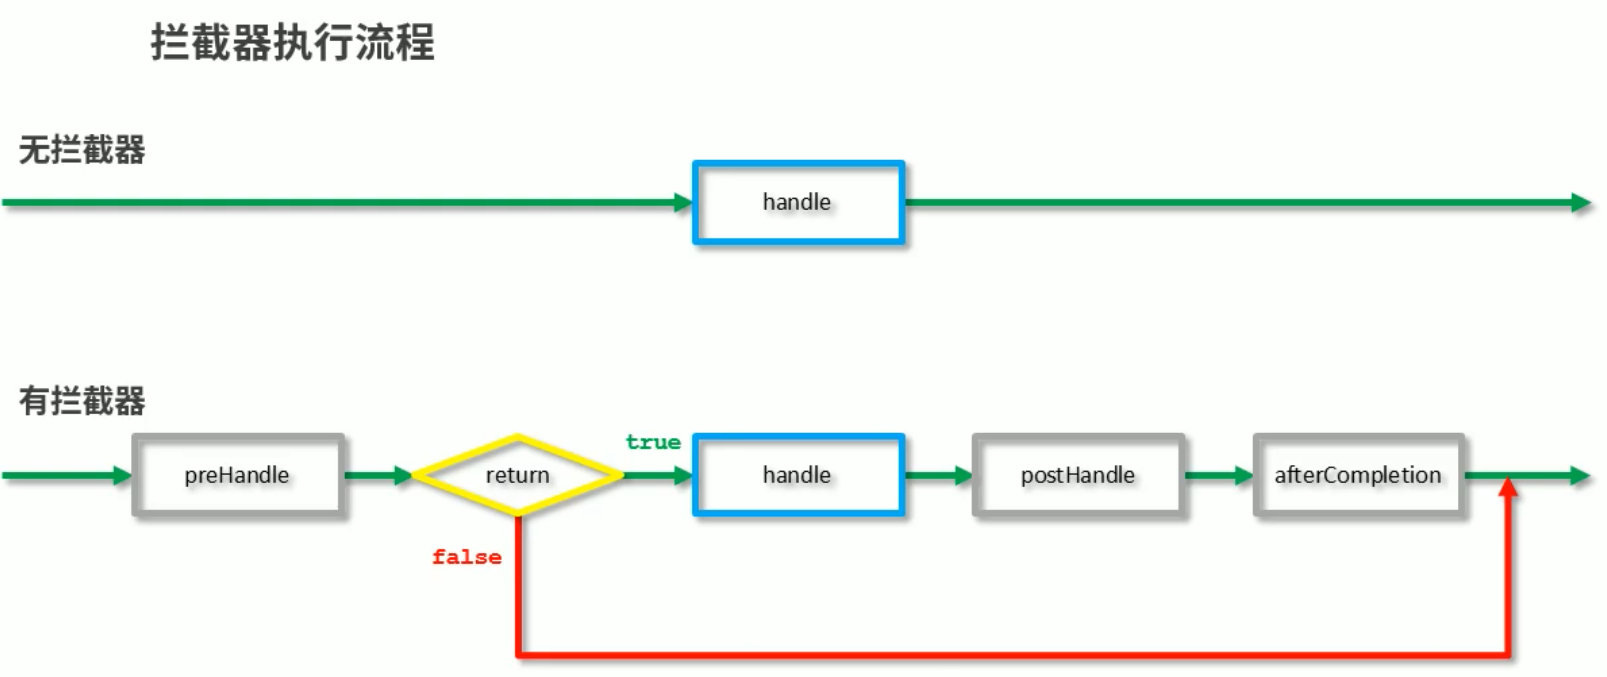 拦截器执行流程
无拦截器
handle
有拦截器
preHandle
return
true
handle
postHandle
afterCompletion
false